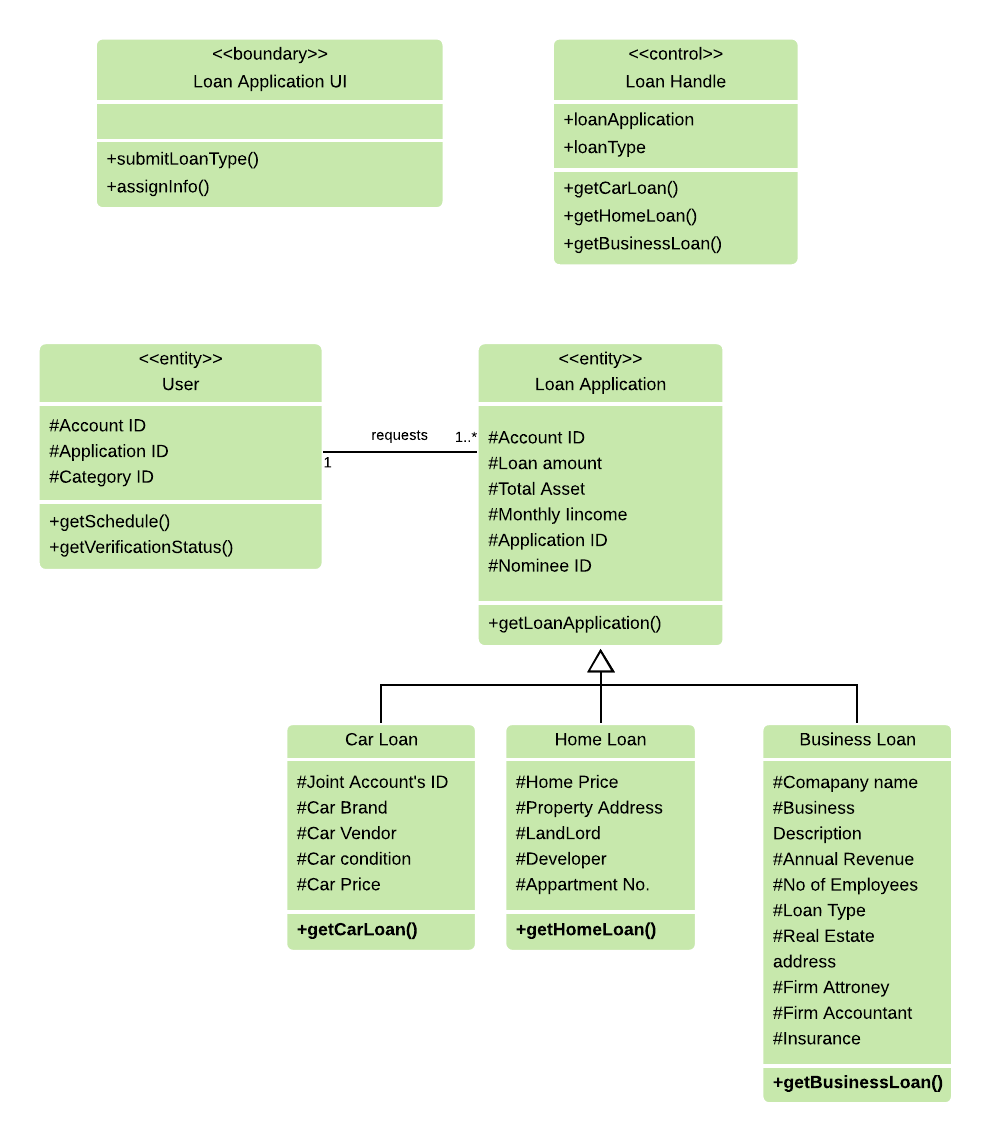 <<boundary>>
Loan Application UI
+submitLoanType()
+assignInfo()
<<control>>
Loan Handle
+loanApplication
+loanType
+getCarLoan()
+getHomeLoan()
+getBusinessLoan()
<<entity>>
User
#Account ID
#Application ID
#Category ID
+getSchedule()
+getVerificationStatus()
requests
1
1..*
<<entity>>
Loan Application
#Account ID
#Loan amount
#Total Asset
#Monthly Iincome
#Application ID
#Nominee ID
+getLoanApplication()
Car Loan
#Joint Account's ID
#Car Brand
#Car Vendor
#Car condition
#Car Price
+getCarLoan()
Home Loan
#Home Price
#Property Address
#LandLord
#Developer
#Appartment No.
+getHomeLoan()
Business Loan
#Comapany name
#Business
Description
#Annual Revenue
#No of Employees
#Loan Type
#Real Estate
address
#Firm Attroney
#Firm Accountant
#Insurance
+getBusinessLoan()